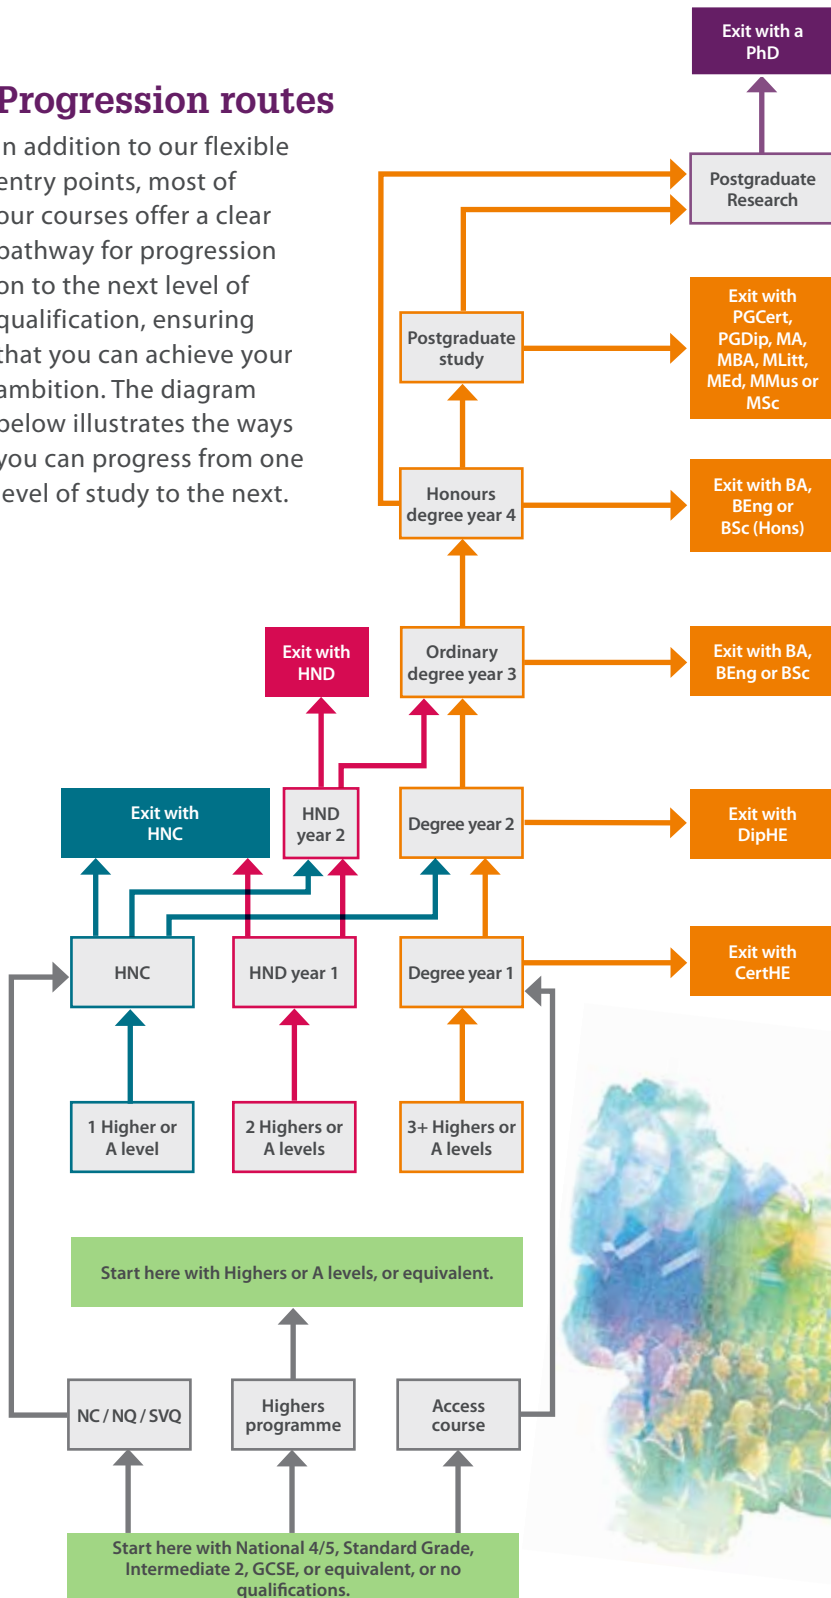 Progression routes
n addition to our flexible
entry points, most of
our courses offer a clear
pathway for progression
on to the next level of
qualification, ensuring
that you can achieve your
ambition. The diagram
below illustrates the ways
you can progress from one
level of study to the next.
Exit with a
PhD
Postgraduate
Research
Postgraduate
study
Exit with
PGCert,
PGDip, MA,
MBA, MLitt,
MEd, MMus or
MSc
Honours
degree year 4
Exit with BA,
BEng or
BSc (Hons)
Exit with
HND
Ordinary
degree year 3
Exit with BA,
BEng or BSc
Exit with
HNC
HND
year 2
Degree year 2
Exit with
DipHE
HNC
HND year 1
Degree year 1
Exit with
CertHE
1 Higher or
A level
2 Highers or
A levels
3+ Highers or
A levels
Start here with Highers or A levels, or equivalent.
NC / NQ / SVQ
Highers
programme
Access
course
Start here with National 4/5, Standard Grade,
Intermediate 2, GCSE, or equivalent, or no
qualifications.